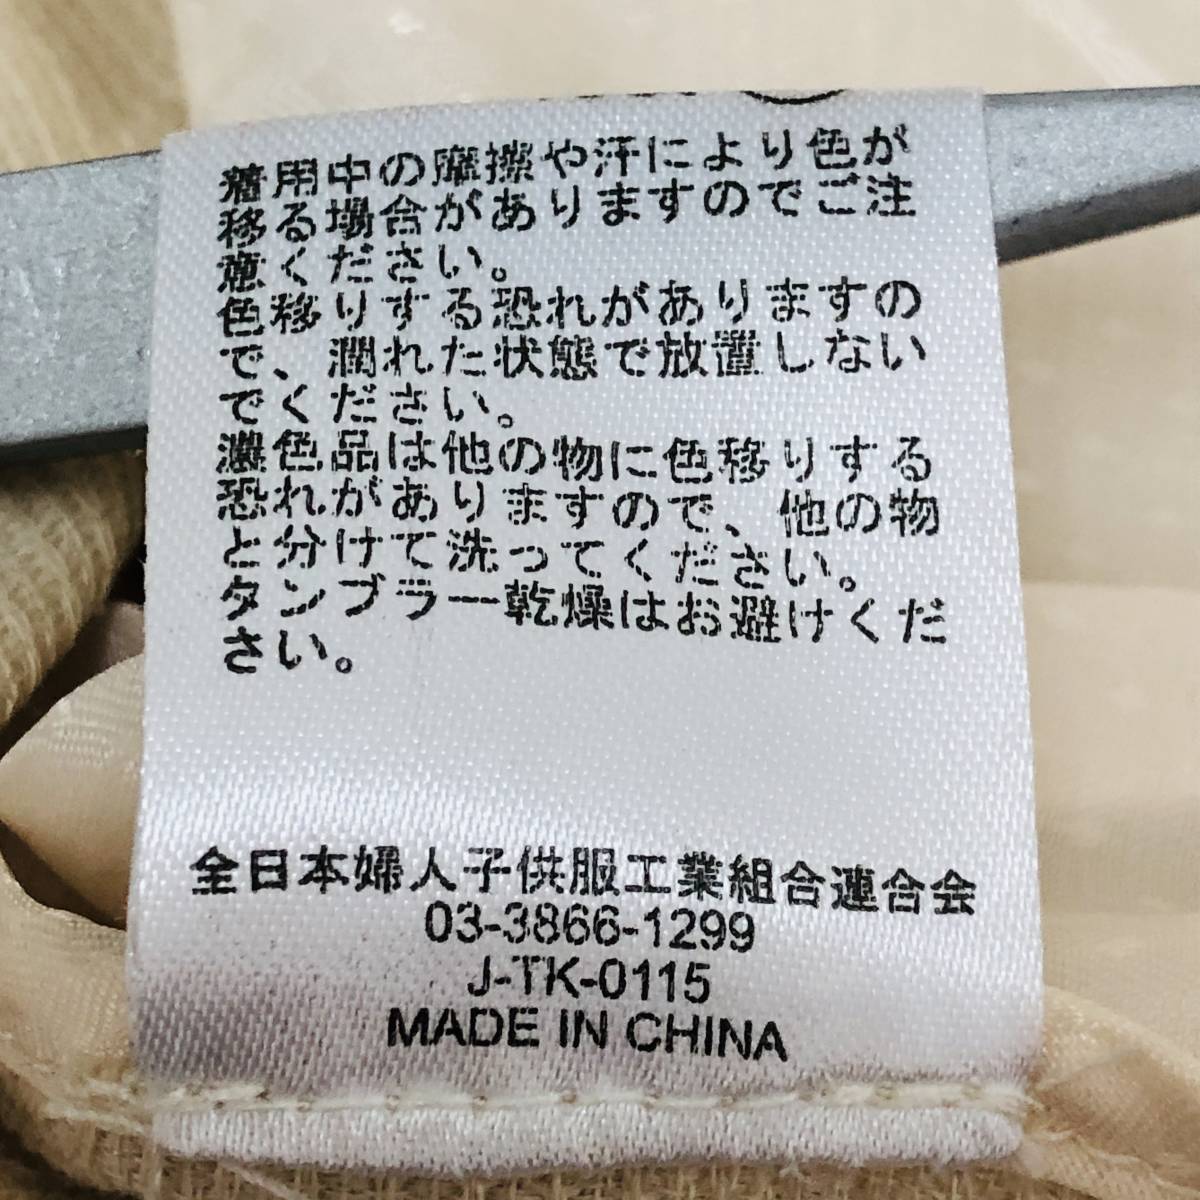 着用中の摩擦や汗により色が
移る場合がありますのでご注
意ください。
色移りする恐れがありますの
で、濡れた状態で放置しない
でください。
濃色品は他の物に色移りする
恐れがありますので、他の物
と分けて洗ってください。
タンブラー乾燥はお避けくだ
さい。
全日本婦人子供服工業組合連合会
03-3866-1299
J-TK-0115
MADE IN CHINA